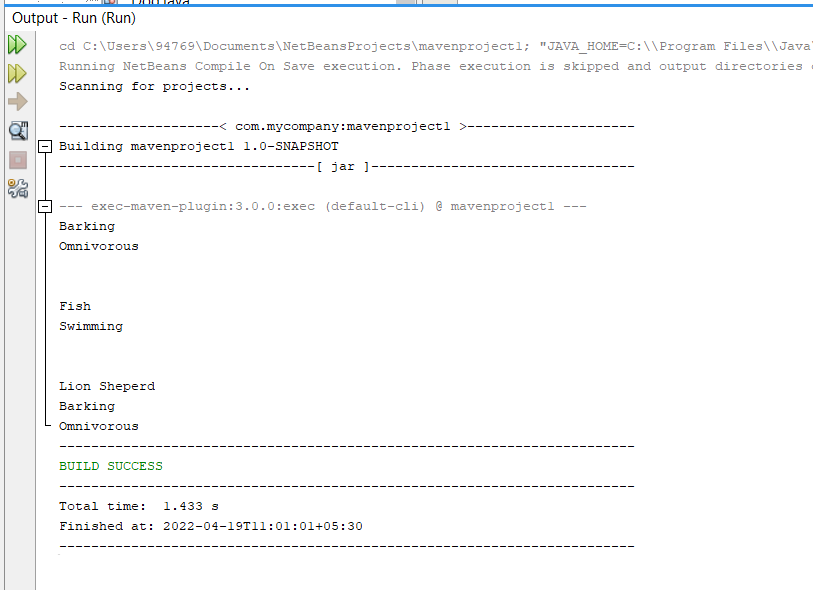 Output - Run (Run)
cd C:\Users\94769\Documents\NetBeansProjects\mavenproject1; "JAVA_HOME=C:\\Program Files\\Java\
Running NetBeans Compile On Save execution. Phase execution is skipped and output directories
Scanning for projects...
--------------------< com.mycompany:mavenproject1 >---------------------
Building mavenproject1 1.0-SNAPSHOT
--------------------------------[ jar ]---------------------------------
--- exec-maven-plugin:3.0.0:exec (default-cli) @ mavenproject1 ---
Barking
Omnivorous
Fish
Swimming
Lion Sheperd
Barking
Omnivorous
------------------------------------------------------------------------
BUILD SUCCESS
------------------------------------------------------------------------
Total time:  1.433 s
Finished at: 2022-04-19T11:01:01+05:30
------------------------------------------------------------------------